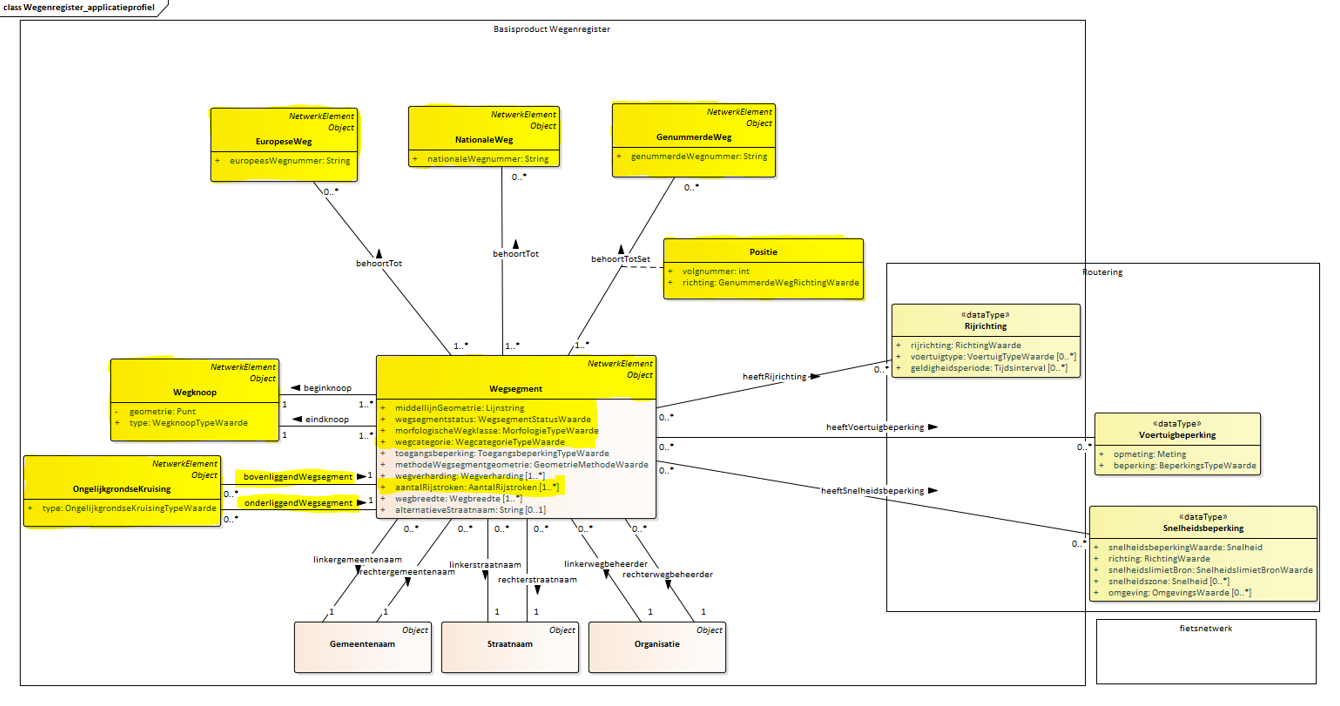 class Wegenregister_applicatieprofiel
Basisproduct Wegenregister
NetwerkElement
Object
EuropeseWeg
+ europeesWegnummer: String
NetwerkElement
Object
NationaleWeg
+ nationaleWegnummer: String
NetwerkElement
Object
GenummerdeWeg
+ genummerdeWegnummer: String
0..*
0..*
0..*
behoortTot
behoortTot
behoortTotSet
Positie
+ volgnummer: int
+ richting: GenummerdeWegRichtingWaarde
Routering
1..*
1..*
1..*
«dataType»
Rijrichting
+ rijrichting: RichtingWaarde
+ voertuigtype: VoertuigTypeWaarde [0..*]
+ geldigheidsperiode: Tijdsinterval [0..*]
NetwerkElement
Object
Wegknoop
- geometrie: Punt
+ type: WegknoopTypeWaarde
beginknoop
1
1..*
eindknoop
1
1..*
NetwerkElement
Object
Wegsegment
+ middellijnGeometrie: Lijnstring
+ wegsegmentstatus: WegsegmentStatusWaarde
+ morfologischeWegklasse: MorfologieTypeWaarde
+ wegcategorie: WegcategorieTypeWaarde
+ toegangsbeperking: ToegangsbeperkingTypeWaarde
+ methodeWegsegmentgeometrie: GeometrieMethodeWaarde
+ wegverharding: Wegverharding [1..*]
+ aantalRijstroken: AantalRijstroken [1..*]
+ wegbreedte: Wegbreedte [1..*]
+ alternatieveStraatnaam: String [0..1]
heeftRijrichting
0..*
0..*
heeftVoertuigbeperking
0..*
0..*
heeftSnelheidsbeperking
0..*
0..*
«dataType»
Voertuigbeperking
+ opmeting: Meting
+ beperking: BeperkingsTypeWaarde
NetwerkElement
Object
OngelijkgrondseKruising
+ type: OngelijkgrondseKruisingTypeWaarde
bovenliggendWegsegment
1
0..*
onderliggendWegsegment
1
0..*
«dataType»
Snelheidsbeperking
+ snelheidsbeperkingWaarde: Snelheid
+ richting: RichtingWaarde
+ snelheidslimietBron: SnelheidslimietBronWaarde
+ snelheidszone: Snelheid [0..*]
+ omgeving: OmgevingsWaarde [0..*]
0..*
0..*
0..*
0..*
0..*
0..*
linkergemeentenaam
rechtergemeentenaam
linkerstraatnaam
rechterstraatnaam
linkerwegbeheerder
rechterwegbeheerder
1
1
1
1
1
1
Object
Gemeentenaam
Object
Straatnaam
Object
Organisatie
fietsnetwerk